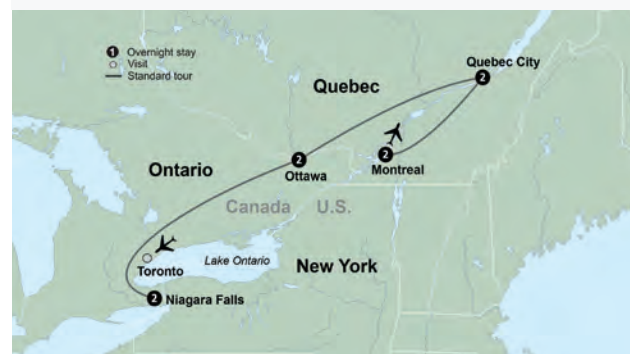 1 Overnight stay
Visit
Standard tour
Quebec City
2
Quebec
2
Ottawa
2
Montreal
Ontario
Canada U.S.
Toronto
Lake Ontario
New York
2 Niagara Falls